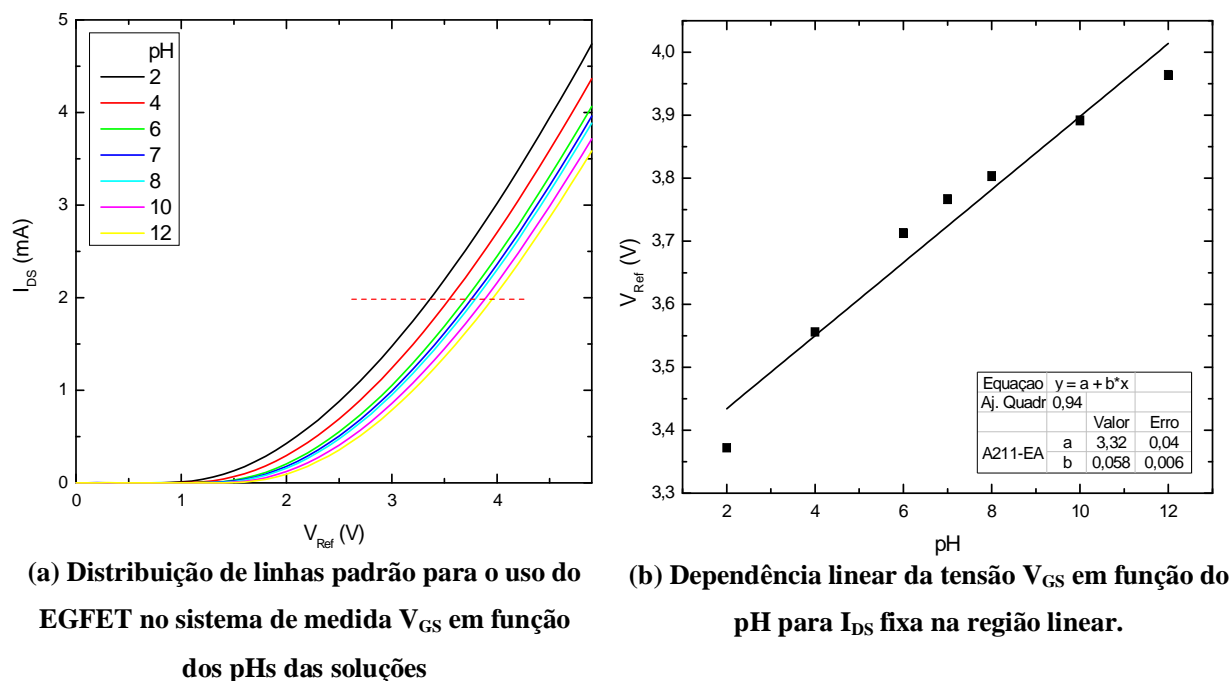 5
4
3
2
1
0
I_DS (mA)
pH
2
4
6
7
8
10
12
0
1
2
3
4
V_Ref (V)
(a) Distribuição de linhas padrão para o uso do
EGFET no sistema de medida V_GS em função
dos pHs das soluções
4,0
3,9
3,8
3,7
3,6
3,5
3,4
3,3
V_Ref (V)
Equaçao y = a + b*x
Aj. Quadr 0,94
Valor Erro
A211-EA
a 3,32 0,04
b 0,058 0,006
2
4
6
8
10
12
pH
(b) Dependência linear da tensão V_GS em função do
pH para I_DS fixa na região linear.